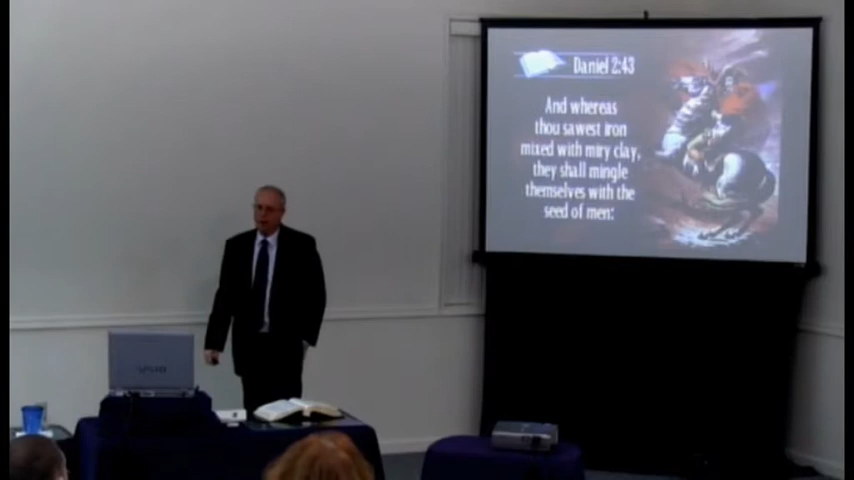 Daniel 2:43
And whereas
thou sawest iron
mixed with miry clay,
they shall mingle
themselves with the
seed of men:
VAIO